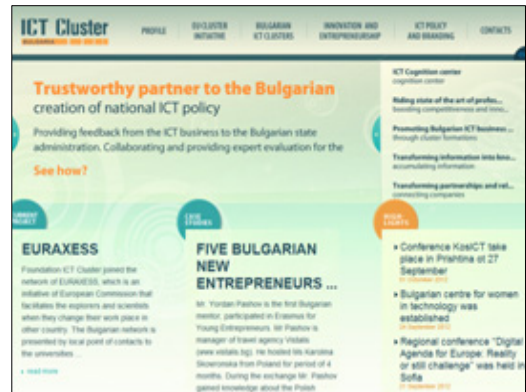 ICT Cluster
BULGARIA
PROFILE
EU CLUSTER
INITIATIVE
BULGARIAN
ICT CLUSTERS
INNOVATION AND
ENTREPRENEURSHIP
ICT POLICY
AND BRANDING
CONTACTS
Trustworthy partner to the Bulgarian
creation of national ICT policy
Providing feedback from the ICT business to the Bulgarian state
administration. Collaborating and providing expert evaluation for the
See how?
ICT Cognition center
cognition center
Riding state of the art of profes...
boosting competitiveness and inno...
Promoting Bulgarian ICT business ...
through cluster formations
Transforming information into kno...
accumulating information
Transforming partnerships and rel...
connecting companies
CURRENT
PROJECT
EURAXESS
Foundation ICT Cluster joined the
network of EURAXESS, which is an
initiative of European Commission that
facilitates the explorers and scientists
when they change their work place in
other country. The Bulgarian network is
presented by local point of contacts to
the universities ...
read more
CASE
STUDIES
FIVE BULGARIAN
NEW
ENTREPRENEURS ...
Mr. Yordan Pashov is the first Bulgarian
mentor, participated in Erasmus for
Young Entrepreneurs. Mr Pashov is
manager of travel agency Vistalis
(www.vistalis.bg). He hosted Ms Karolina
Skowronska from Poland for period of 4
months. During the exchange Mr. Pashov
gained knowledge about the Polish
HIGH
LIGHTS
Conference KosICT take
place in Prishtina ot 27
September
01 October 2012
Bulgarian centre for women
in technology was
established
24 September 2012
Regional conference "Digital
Agenda for Europe: Reality
or still challenge" was held in
Sofia
21 September 2012